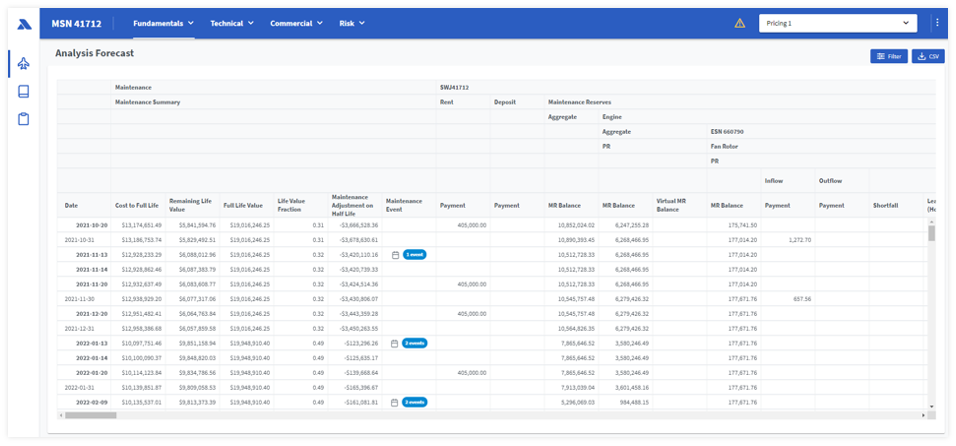 MSN 41712 Fundamentals Technical Commercial Risk Pricing 1
Analysis Forecast Filter CSV
Maintenance SWJ41712
Maintenance Summary Rent Deposit Maintenance Reserves
Aggregate Engine
Aggregate ESN 660790
PR Fan Rotor
PR
Inflow Outflow
Date Cost to Full Life Remaining Life Value Full Life Value Life Value Fraction Maintenance Adjustment on Half Life Maintenance Event Payment Payment MR Balance MR Balance Virtual MR Balance MR Balance Payment Payment Shortfall
2021-10-20 $13,174,651.49 $5,841,594.76 $19,016,246.25 0.31 -$3,666,528.36 405,000.00 10,852,024.02 6,247,255.28 175,741.50
2021-10-31 $13,186,753.74 $5,829,492.51 $19,016,246.25 0.31 -$3,678,630.61 10,890,393.45 6,268,466.95 177,014.20 1,272.70
2021-11-13 $12,928,233.29 $6,088,012.96 $19,016,246.25 0.32 -$3,420,110.16 1 event 10,512,728.33 6,268,466.95 177,014.20
2021-11-14 $12,928,862.46 $6,087,383.79 $19,016,246.25 0.32 -$3,420,739.33 10,512,728.33 6,268,466.95 177,014.20
2021-11-20 $12,932,637.49 $6,083,608.77 $19,016,246.25 0.32 -$3,424,514.36 405,000.00 10,512,728.33 6,268,466.95 177,014.20
2021-11-30 $12,938,929.20 $6,077,317.06 $19,016,246.25 0.32 -$3,430,806.07 10,545,757.48 6,279,426.32 177,671.76 657.56
2021-12-20 $12,951,482.41 $6,064,763.84 $19,016,246.25 0.32 -$3,443,359.28 405,000.00 10,545,757.48 6,279,426.32 177,671.76
2021-12-31 $12,958,386.68 $6,057,859.58 $19,016,246.25 0.32 -$3,450,263.55 10,564,826.35 6,279,426.32 177,671.76
2022-01-13 $10,097,751.46 $9,851,158.94 $19,948,910.40 0.49 -$123,296.26 2 events 7,865,646.52 3,580,246.49 177,671.76
2022-01-14 $10,100,090.37 $9,848,820.03 $19,948,910.40 0.49 -$125,635.17 7,865,646.52 3,580,246.49 177,671.76
2022-01-20 $10,114,123.84 $9,834,786.56 $19,948,910.40 0.49 -$139,668.64 405,000.00 7,865,646.52 3,580,246.49 177,671.76
2022-01-31 $10,139,851.87 $9,809,058.53 $19,948,910.40 0.49 -$165,396.67 7,913,039.04 3,601,458.16 177,671.76
2022-02-09 $10,135,537.01 $9,813,373.39 $19,948,910.40 0.49 -$161,081.81 2 events 5,296,069.03 984,488.15 177,671.76